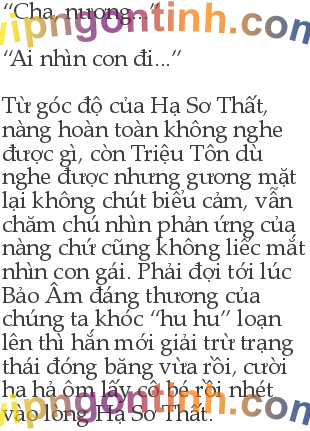 “Cha, nương...”
vipngontinh.com
“Ai nhìn con đi...”
Từ góc độ của Hạ Sơ Thất,
nàng hoàn toàn không nghe
được gì, còn Triệu Tôn dù
nghe được nhưng gương mặt
lại không chút biểu cảm, vẫn
chăm chú nhìn phản ứng của
nàng chứ cũng không liếc mắt
nhìn con gái. Phải đợi tới lúc
Bảo Âm đáng thương của
chúng ta khóc “hu hu” loạn
lên thì hắn mới giải trừ trạng
thái đóng băng vừa rồi, cười
ha hả ôm lấy cô bé rồi nhét
vào lòng Hạ Sơ Thất.
vipngontinh.com